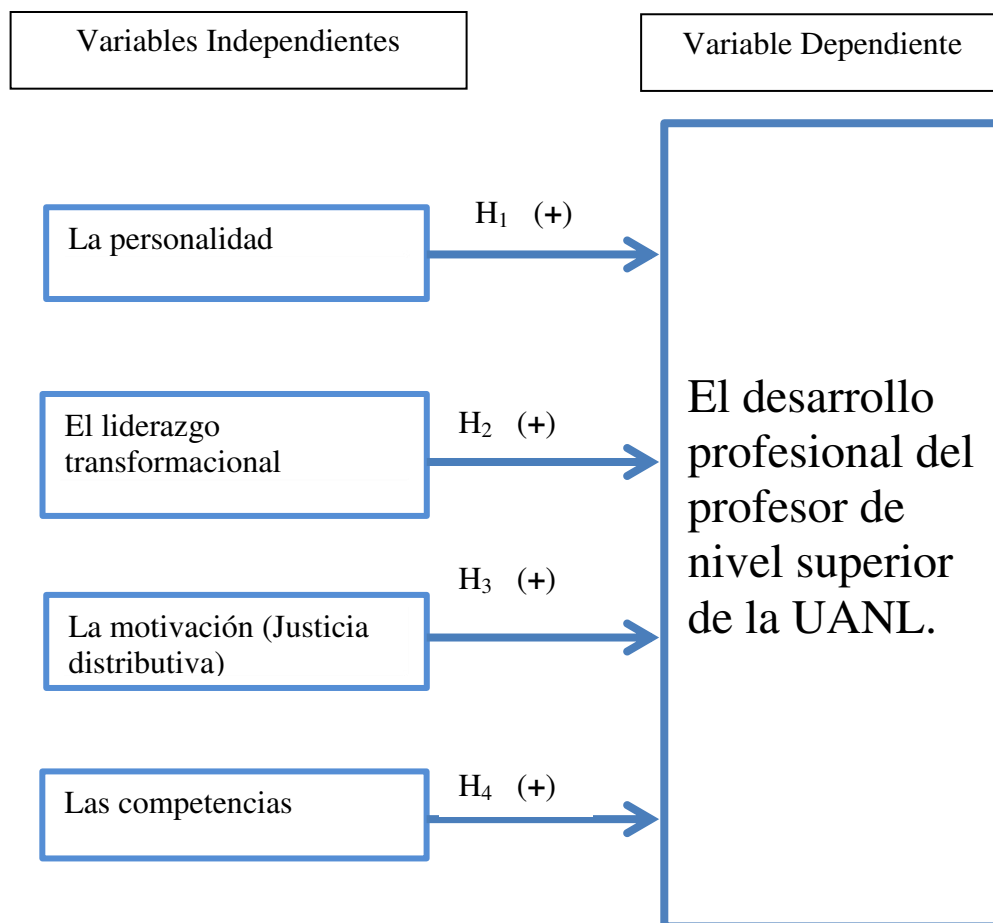 Variables Independientes
Variable Dependiente
La personalidad
H₁ (+)
El liderazgo
transformacional
H₂ (+)
La motivación (Justicia
distributiva)
H₃ (+)
Las competencias
H₄ (+)
El desarrollo
profesional del
profesor de
nivel superior
de la UANL.